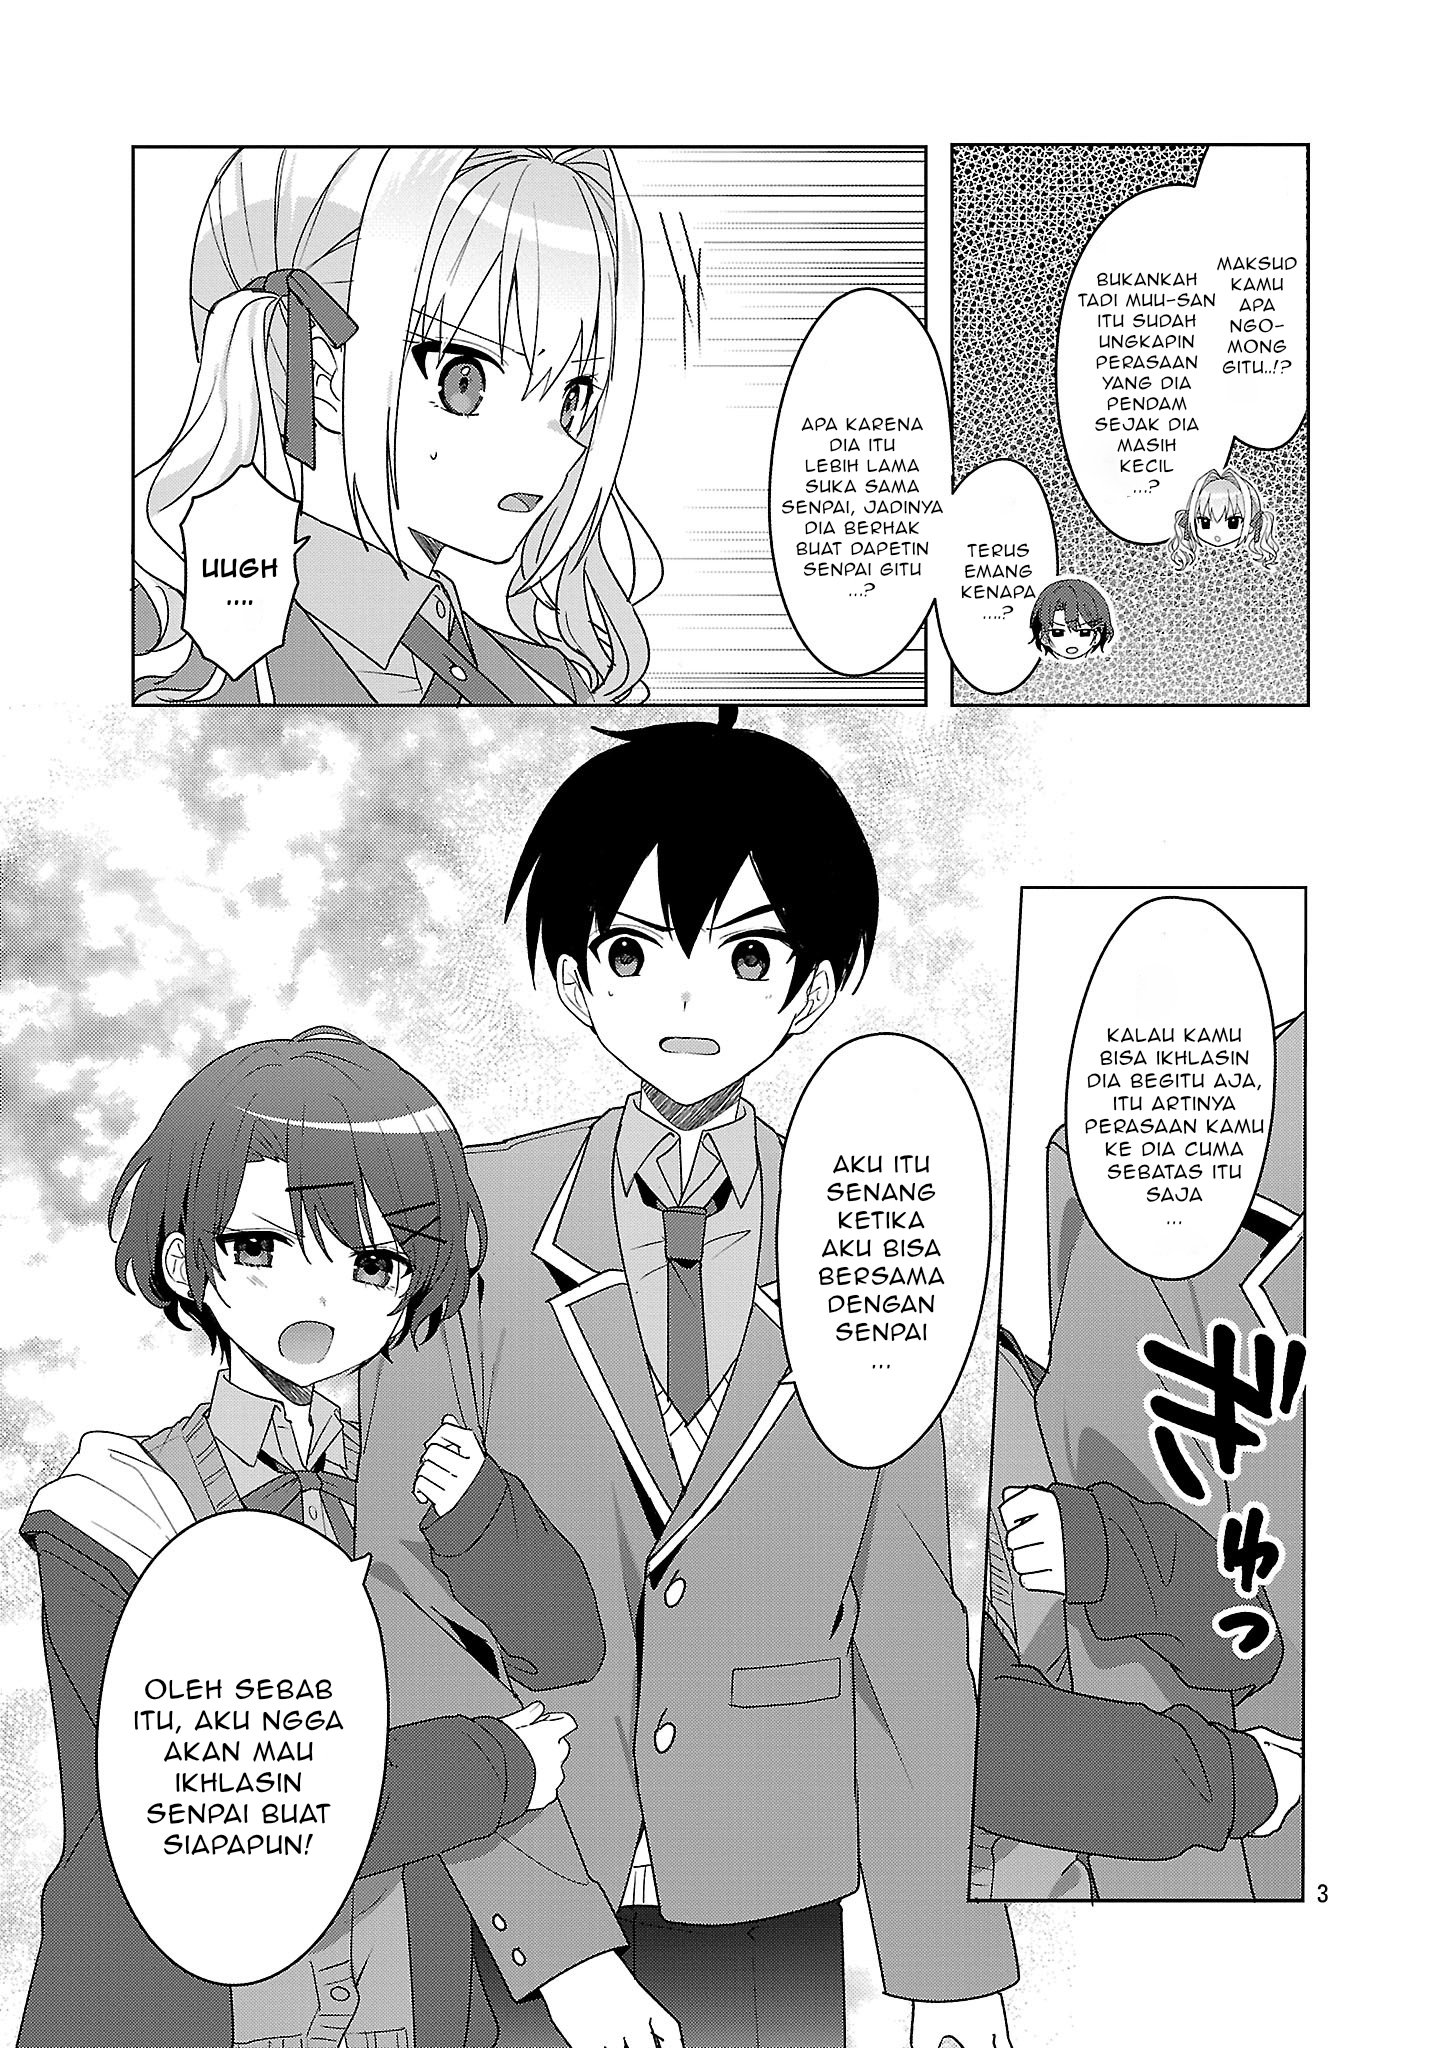 MAKSUD
KAMU
APA
NGO-
MONG
GITU..!?
BUKANKAH
TADI MUU-SAN
ITU SUDAH
UNGKAPIN
PERASAAN
YANG DIA
PENDAM
SEJAK DIA
MASIH
KECIL
....?
TERUS
EMANG
KENAPA
.....?
APA KARENA
DIA ITU
LEBIH LAMA
SUKA SAMA
SENPAI, JADINYA
DIA BERHAK
BUAT DAPETIN
SENPAI GITU
...?
UUGH
....
KALAU KAMU
BISA IKHLASIN
DIA BEGITU AJA,
ITU ARTINYA
PERASAAN KAMU
KE DIA CUMA
SEBATAS ITU
SAJA
...
ギゅっ
AKU ITU
SENANG
KETIKA
AKU BISA
BERSAMA
DENGAN
SENPAI
...
OLEH SEBAB
ITU, AKU NGGA
AKAN MAU
IKHLASIN
SENPAI BUAT
SIAPAPUN!
3